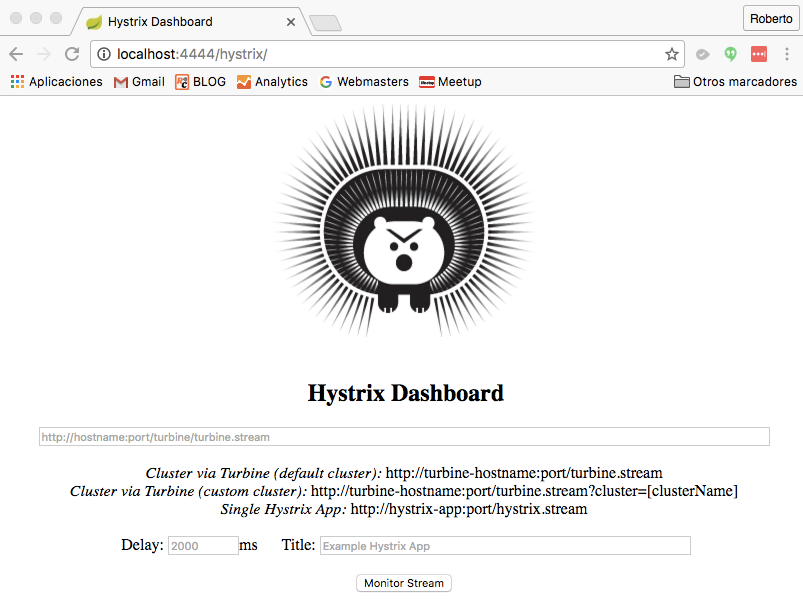 Hystrix Dashboard
Roberto
localhost:4444/hystrix/
Aplicaciones Gmail BLOG Analytics Webmasters Meetup Otros marcadores
Hystrix Dashboard
http://hostname:port/turbine/turbine.stream
Cluster via Turbine (default cluster): http://turbine-hostname:port/turbine.stream
Cluster via Turbine (custom cluster): http://turbine-hostname:port/turbine.stream?cluster=[clusterName]
Single Hystrix App: http://hystrix-app:port/hystrix.stream
Delay: 2000 ms Title: Example Hystrix App
Monitor Stream